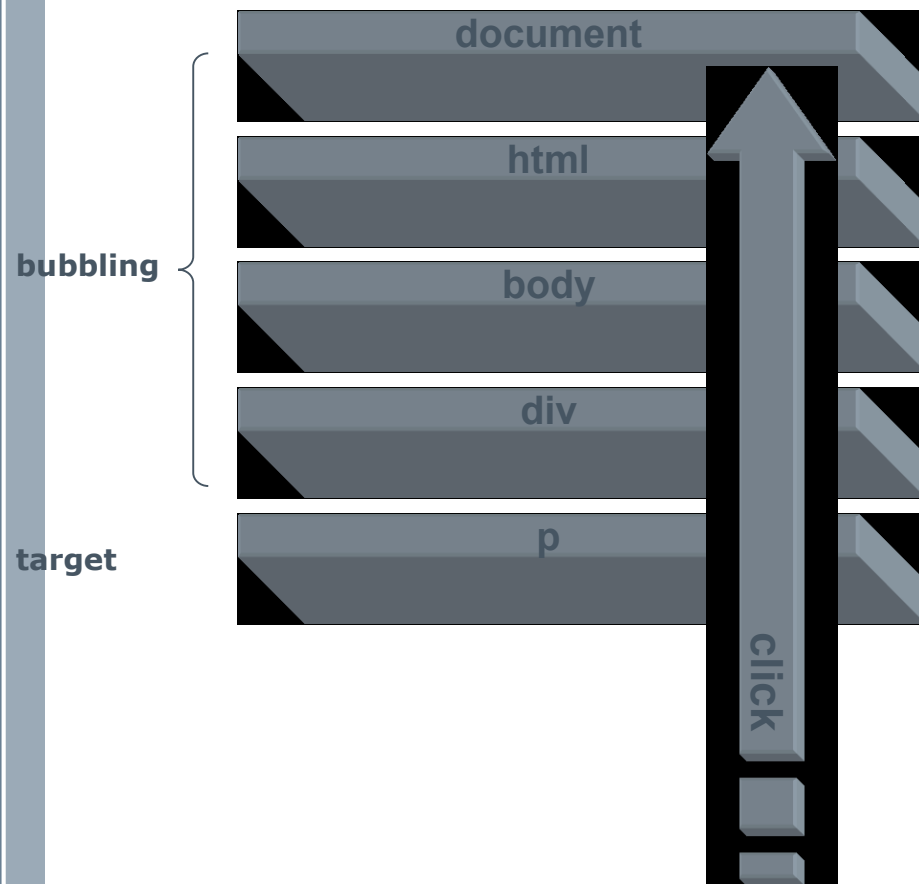 document
html
bubbling
body
div
p
target
click